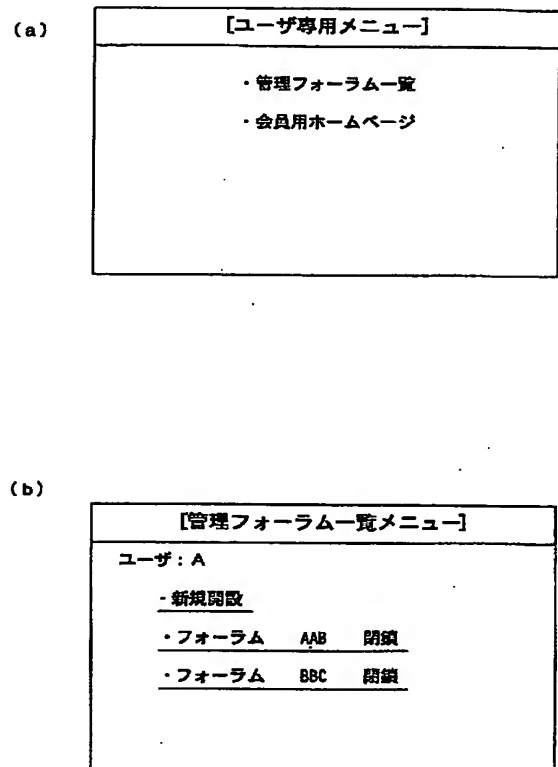 (a)
[ユーザ専用メニュー]
・管理フォーラム一覧
・会員用ホームページ
(b)
[管理フォーラム一覧メニュー]
ユーザ：A
・新規開設
・フォーラム AAB 閉鎖
・フォーラム BBC 閉鎖